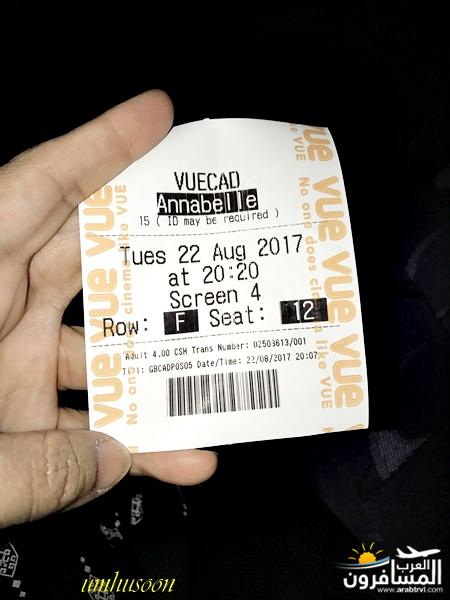 VUECAD
Annabelle
15 ( ID may be required )
Tues 22 Aug 2017
at 20:20
Screen 4
Row: F Seat: 12
Adult 4.00 CSH Trans Number: 02503613/001
GBCADPOS05 Date/Time: 22/08/2017 20:07
vue vue vue
No one does cinema like VUE
vue vue vue
No one does cinema like VUE
umlusoon
المسافرون
العرب
www.arabtrvl.com